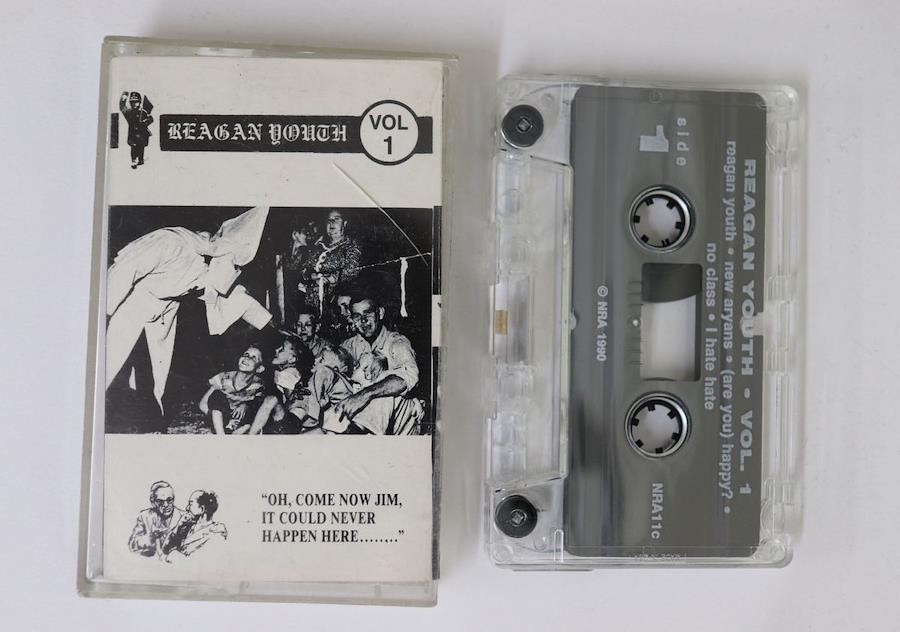 REAGAN YOUTH
VOL
1
"OH, COME NOW JIM,
IT COULD NEVER
HAPPEN HERE........"
side
1
REAGAN YOUTH • VOL. 1
reagan youth • new aryans • (are you) happy? •
no class • I hate hate
© NRA 1990
NRA11c